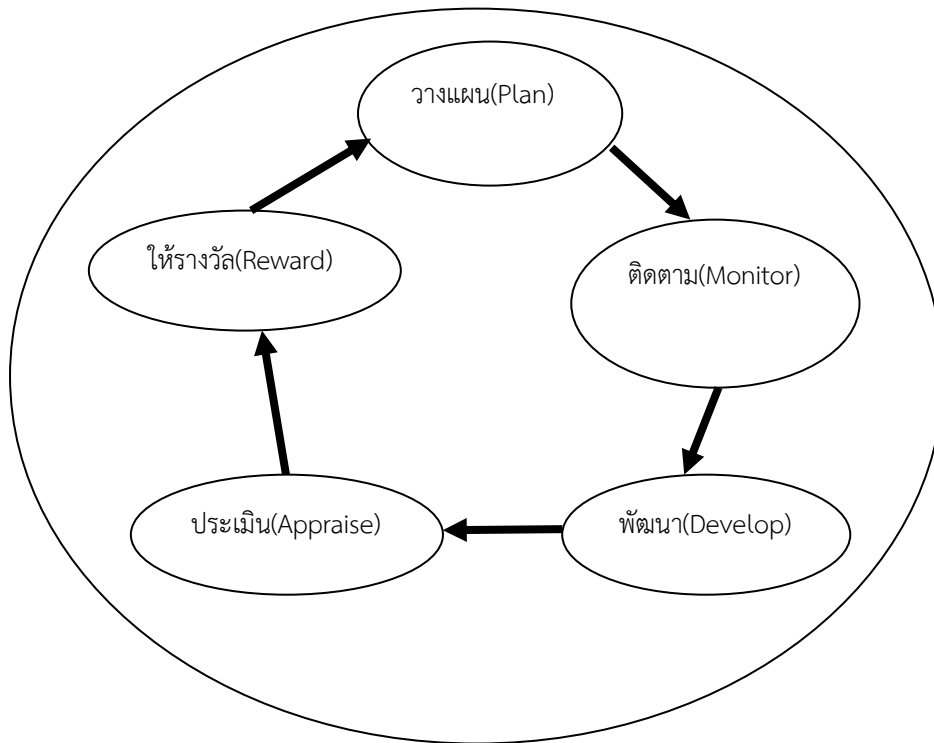 วางแผน(Plan)
ติดตาม(Monitor)
พัฒนา(Develop)
ประเมิน(Appraise)
ให้รางวัล(Reward)